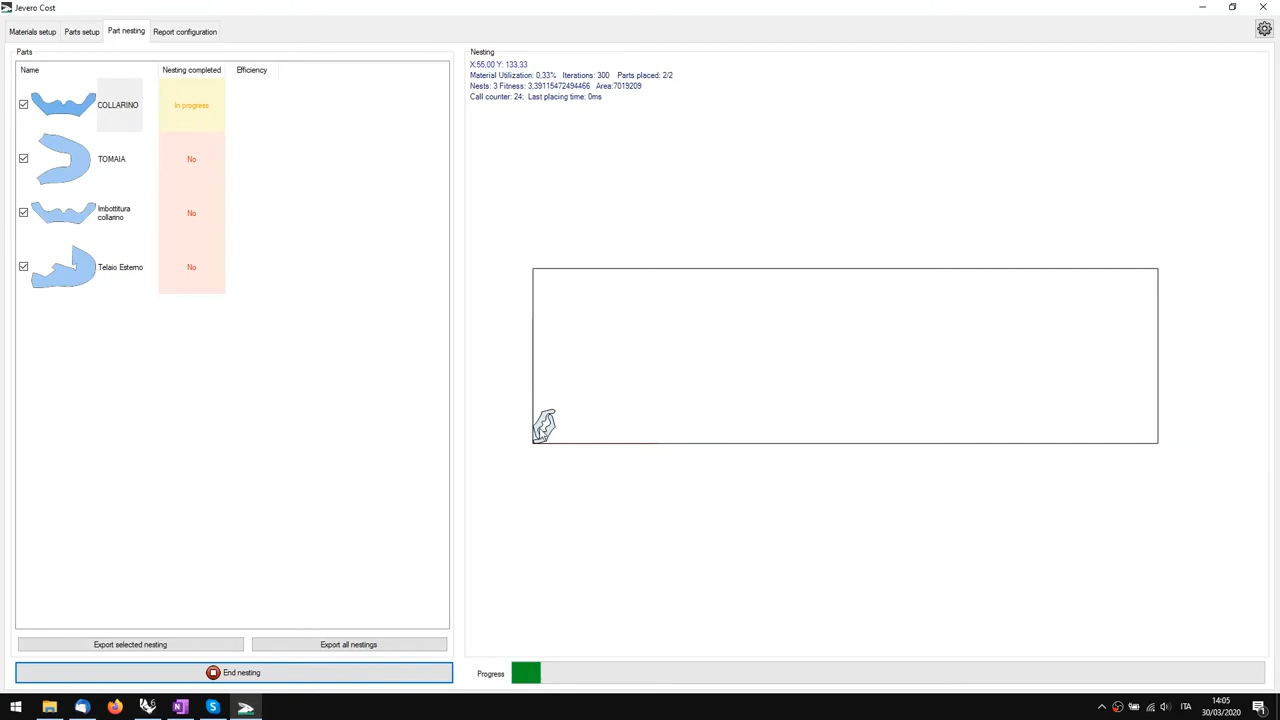 Jevero Cost
Materials setup Parts setup Part nesting Report configuration
Parts
Name Nesting completed Efficiency
COLLARINO In progress
TOMAIA No
Imbottitura
collarino No
Telaio Esterno No
Export selected nesting Export all nestings
End nesting
Nesting
X:55,00 Y: 133,33
Material Utilization: 0,33% Iterations: 300 Parts placed: 2/2
Nests: 3 Fitness: 3,39115472494466 Area:7019209
Call counter: 24; Last placing time: 0ms
Progress
ITA
14:05
30/03/2020